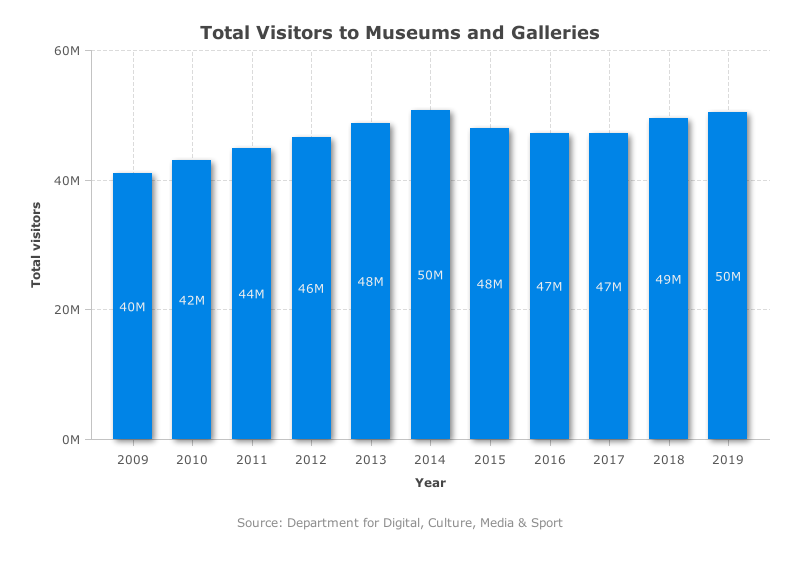 Total Visitors to Museums and Galleries
60M
40M
20M
0M
Total visitors
40M 42M 44M 46M 48M 50M 48M 47M 47M 49M 50M
2009 2010 2011 2012 2013 2014 2015 2016 2017 2018 2019
Year
Source: Department for Digital, Culture, Media & Sport